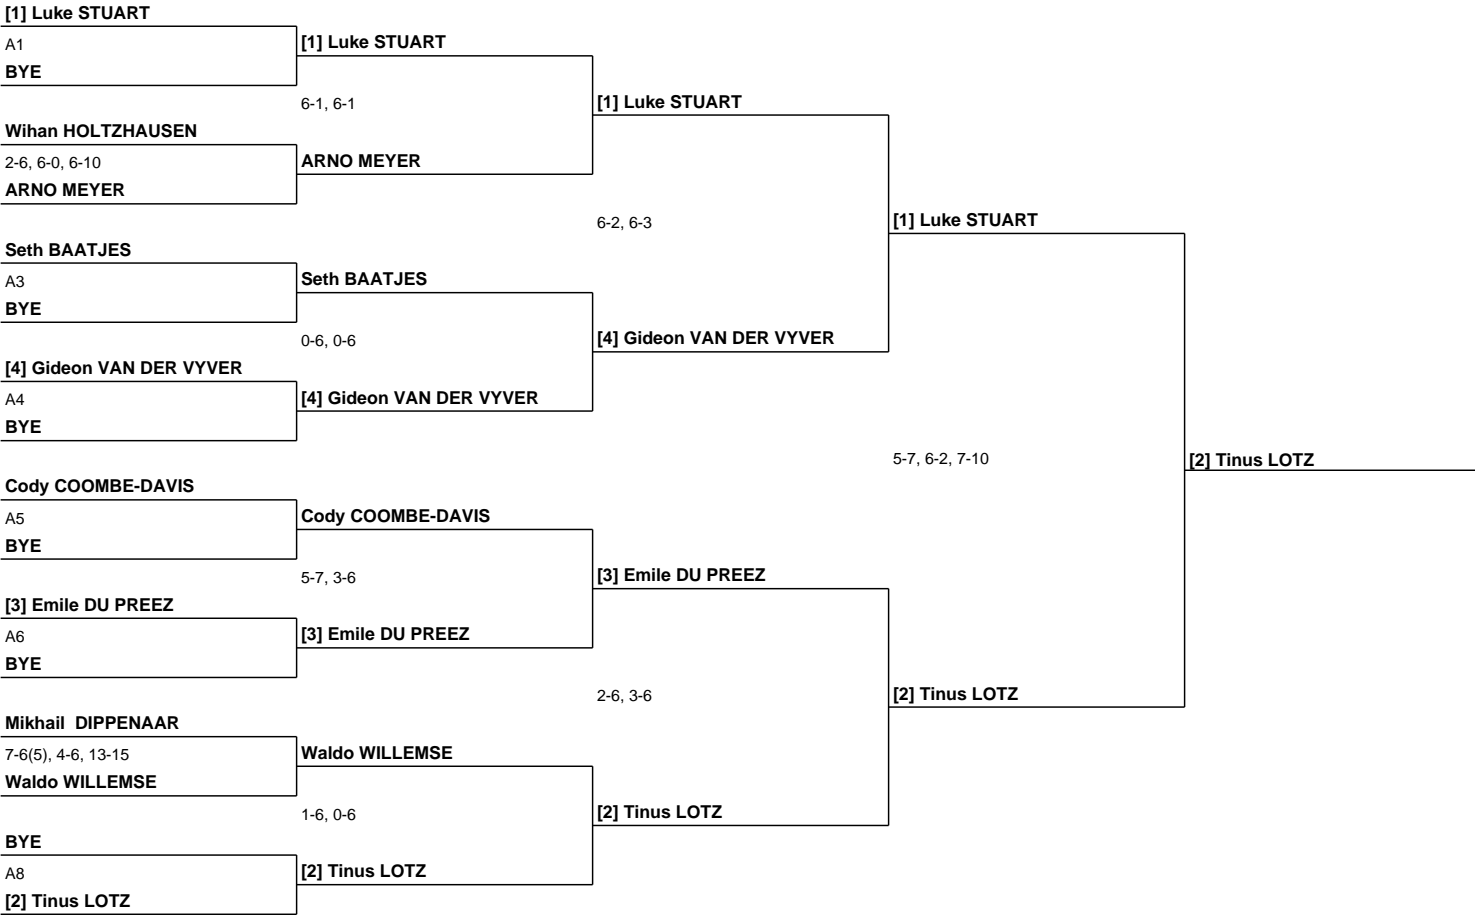 [1] Luke STUART
A1
BYE
[1] Luke STUART
6-1, 6-1
Wihan HOLTZHAUSEN
2-6, 6-0, 6-10
ARNO MEYER
ARNO MEYER
[1] Luke STUART
6-2, 6-3
Seth BAATJES
A3
BYE
Seth BAATJES
0-6, 0-6
[4] Gideon VAN DER VYVER
A4
BYE
[4] Gideon VAN DER VYVER
[4] Gideon VAN DER VYVER
[1] Luke STUART
5-7, 6-2, 7-10
[2] Tinus LOTZ
Cody COOMBE-DAVIS
A5
BYE
Cody COOMBE-DAVIS
5-7, 3-6
[3] Emile DU PREEZ
A6
BYE
[3] Emile DU PREEZ
[3] Emile DU PREEZ
2-6, 3-6
[2] Tinus LOTZ
Mikhail  DIPPENAAR
7-6(5), 4-6, 13-15
Waldo WILLEMSE
Waldo WILLEMSE
1-6, 0-6
BYE
A8
[2] Tinus LOTZ
[2] Tinus LOTZ
[2] Tinus LOTZ